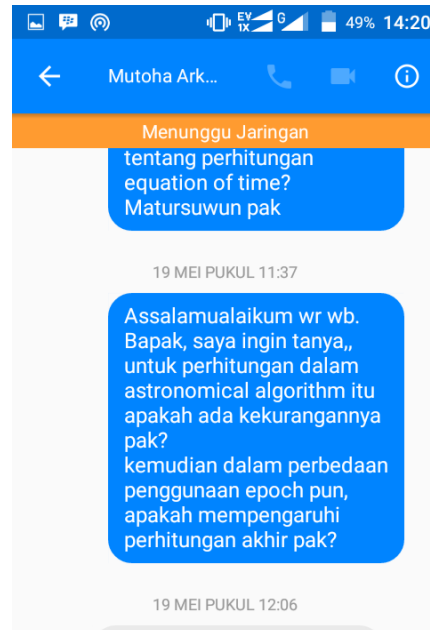 EV 1X G 49% 14:20
Mutoha Ark...
Menunggu Jaringan
tentang perhitungan
equation of time?
Matursuwun pak
19 MEI PUKUL 11:37
Assalamualaikum wr wb.
Bapak, saya ingin tanya,,
untuk perhitungan dalam
astronomical algorithm itu
apakah ada kekurangannya
pak?
kemudian dalam perbedaan
penggunaan epoch pun,
apakah mempengaruhi
perhitungan akhir pak?
19 MEI PUKUL 12:06